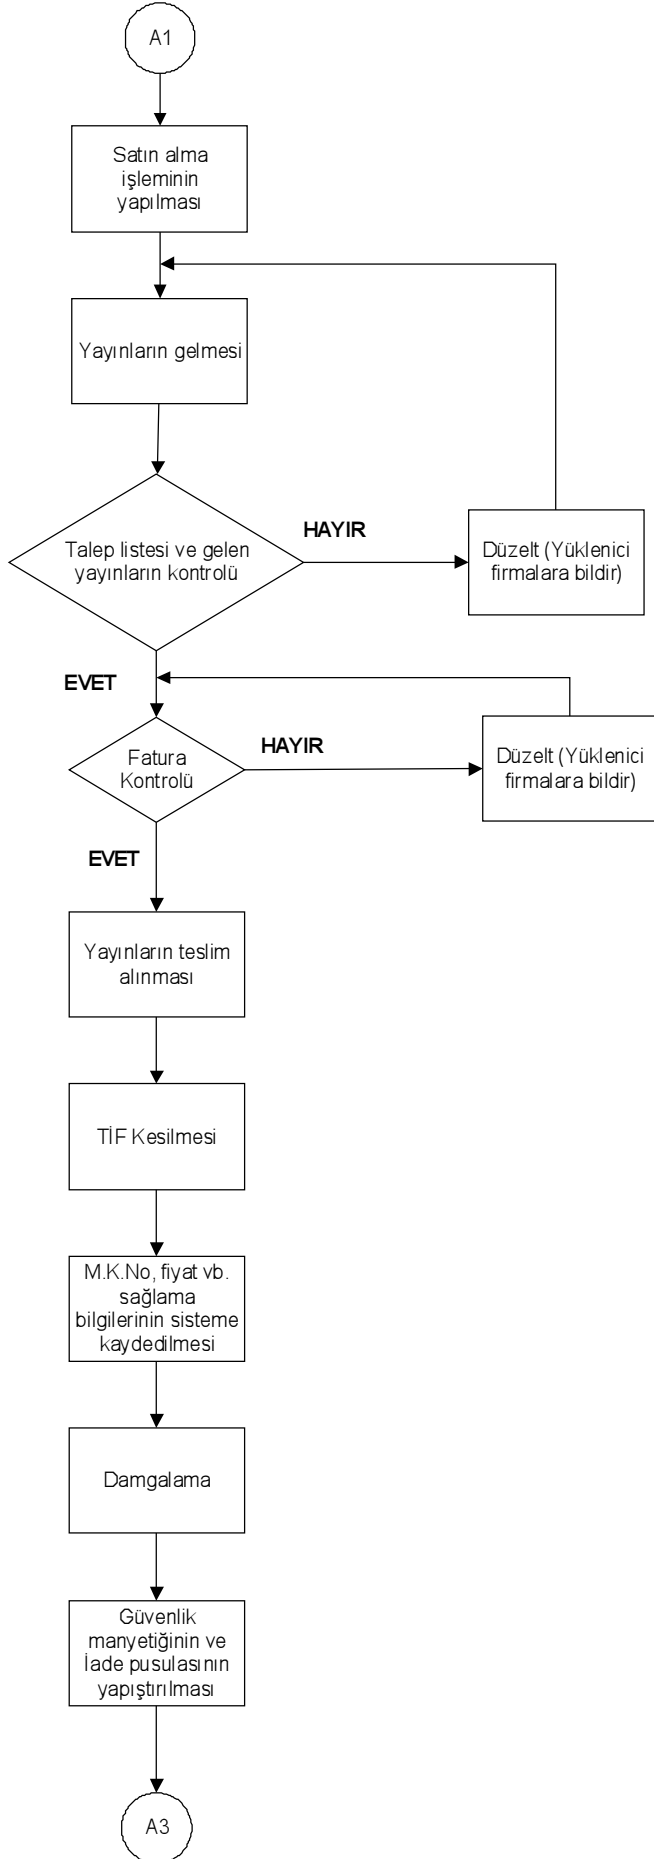 A1
Satın alma
işleminin
yapılması
Yayınların gelmesi
Talep listesi ve gelen
yayınların kontrolü
HAYIR
Düzelt (Yüklenici
firmalara bildir)
EVET
Fatura
Kontrolü
HAYIR
Düzelt (Yüklenici
firmalara bildir)
EVET
Yayınların teslim
alınması
TİF Kesilmesi
M.K.No, fiyat vb.
sağlama
bilgilerinin sisteme
kaydedilmesi
Damgalama
Güvenlik
manyetiğinin ve
İade pusulasının
yapıştırılması
A3